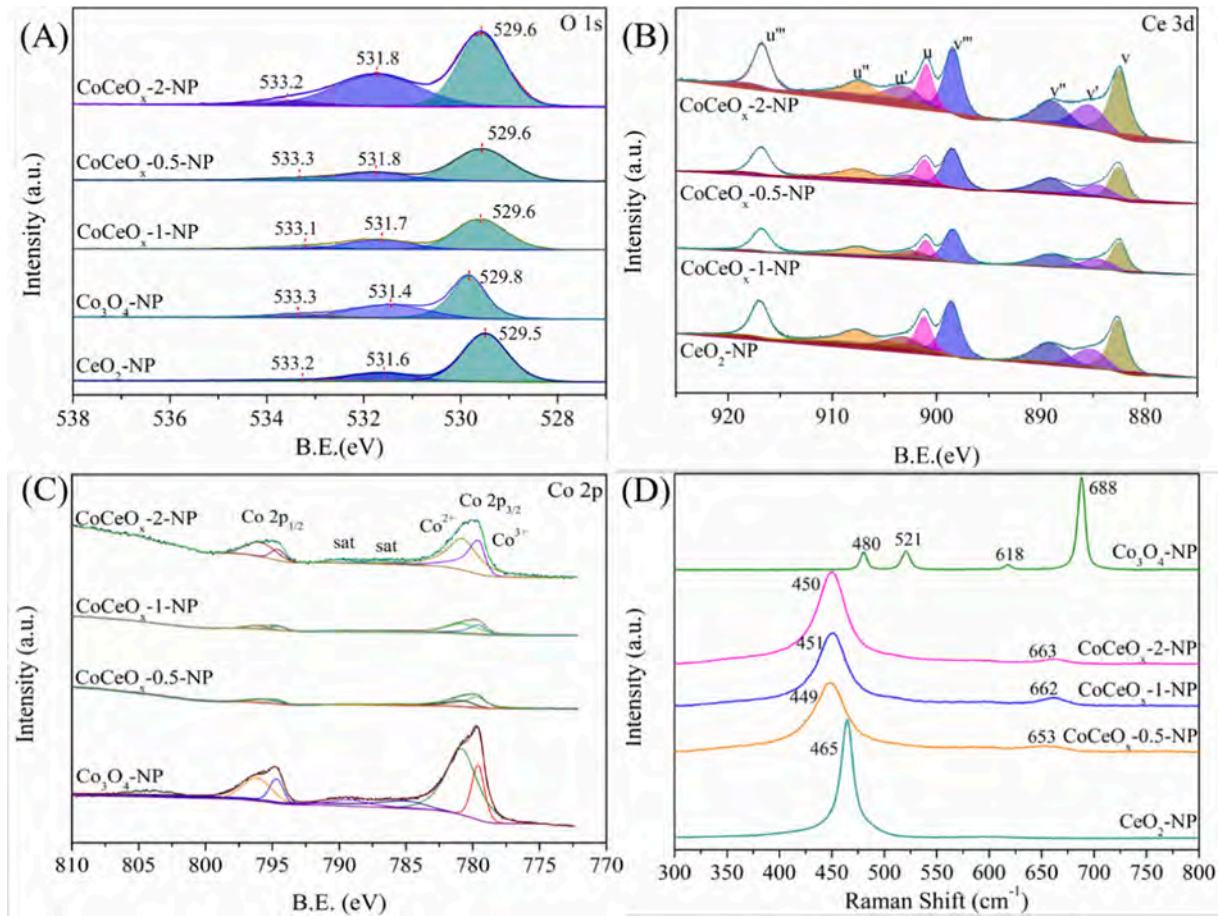 (A)
O 1s
529.6
531.8
533.2
CoCeOₓ-2-NP
529.6
533.3
531.8
CoCeOₓ-0.5-NP
529.6
533.1
531.7
CoCeOₓ-1-NP
529.8
533.3
531.4
Co₃O₄-NP
529.5
533.2
531.6
CeO₂-NP
Intensity (a.u.)
538 536 534 532 530 528
B.E.(eV)
(B)
Ce 3d
u''' u'' u' u v''' v'' v' v
CoCeOₓ-2-NP
CoCeOₓ-0.5-NP
CoCeOₓ-1-NP
CeO₂-NP
Intensity (a.u.)
920 910 900 890 880
B.E.(eV)
(C)
Co 2p
CoCeOₓ-2-NP
Co 2p₁/₂
sat sat
Co²⁺
Co 2p₃/₂
Co³⁺
CoCeOₓ-1-NP
CoCeOₓ-0.5-NP
Co₃O₄-NP
Intensity (a.u.)
810 805 800 795 790 785 780 775 770
B.E. (eV)
(D)
688
480 521 618
Co₃O₄-NP
450
663 CoCeOₓ-2-NP
451
662 CoCeOₓ-1-NP
449
653 CoCeOₓ-0.5-NP
465
CeO₂-NP
Intensity (a.u.)
300 350 400 450 500 550 600 650 700 750 800
Raman Shift (cm⁻¹)